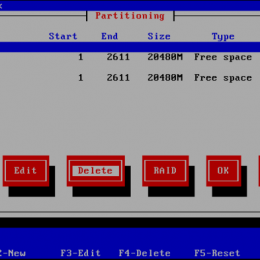 Partitioning
Start End Size Type
1 2611 20480M Free space
1 2611 20480M Free space
Edit Delete RAID OK
-New F3-Edit F4-Delete F5-Reset